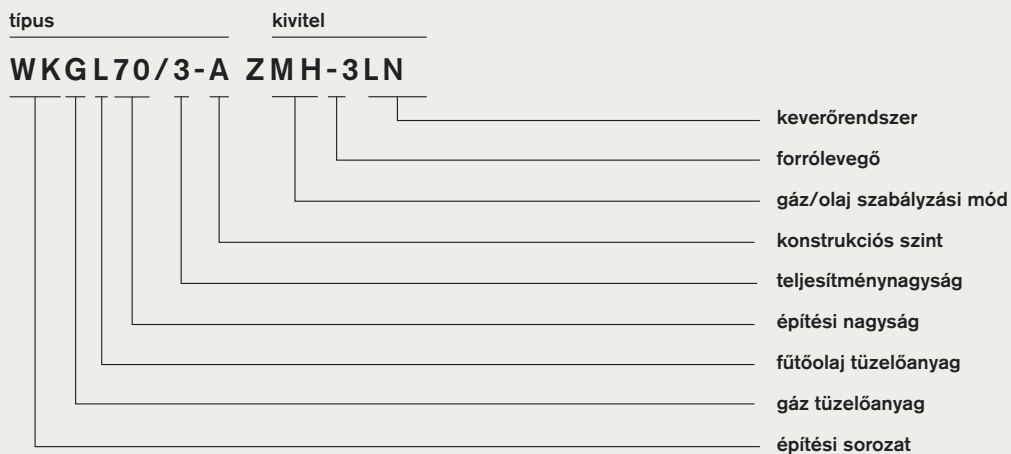 típus kivitel
WKGL70/3-A ZMH-3LN
keverőrendszer
forrólevegő
gáz/olaj szabályzási mód
konstrukciós szint
teljesítménynagyság
építési nagyság
fűtőolaj tüzelőanyag
gáz tüzelőanyag
építési sorozat